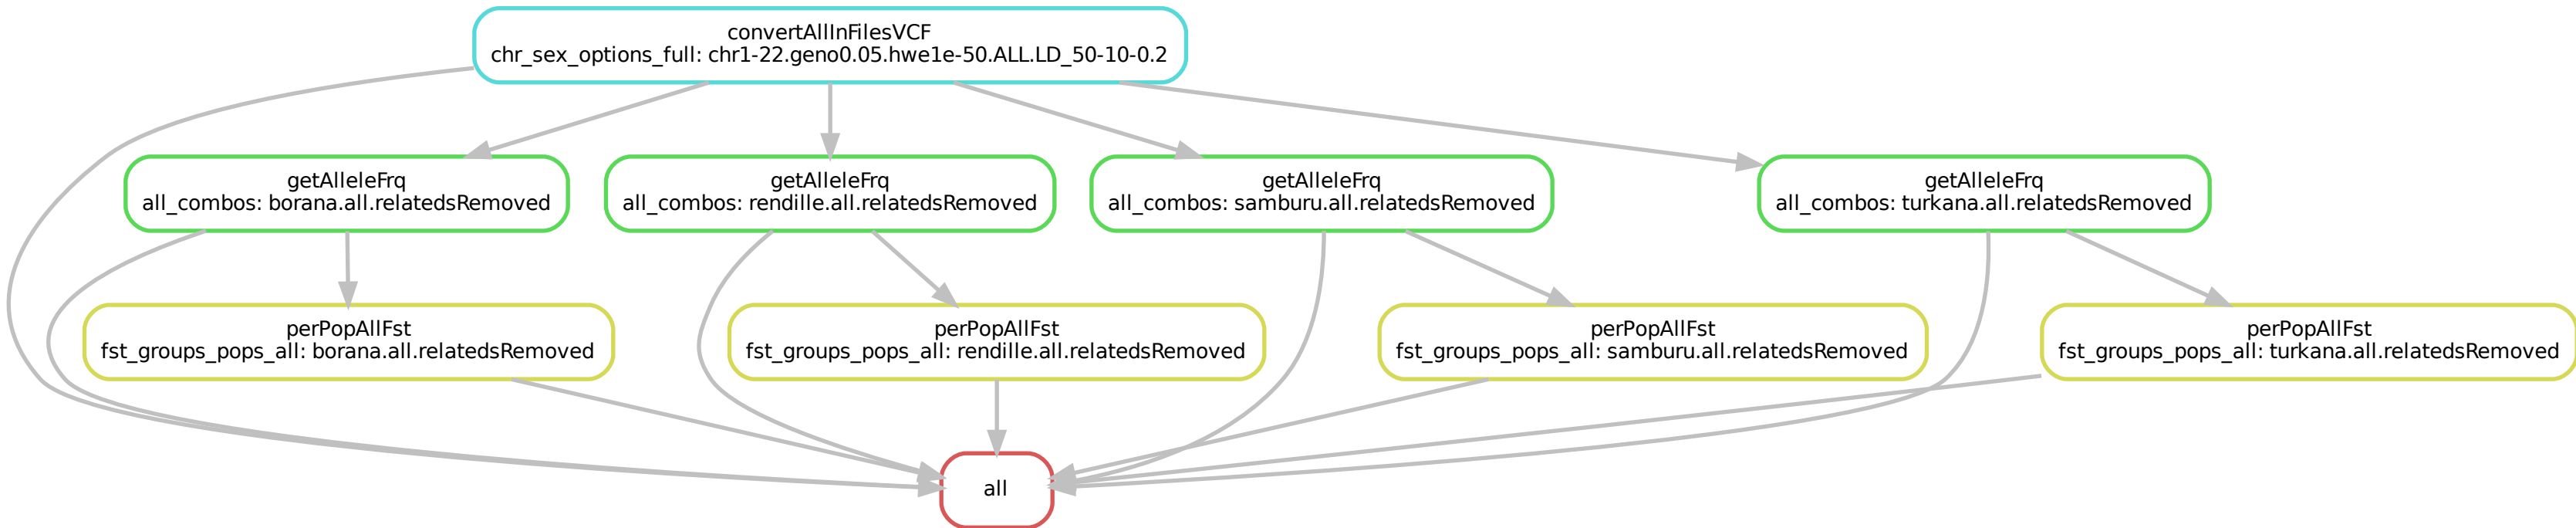 convertAllInFilesVCF
chr_sex_options_full: chr1-22.geno0.05.hwe1e-50.ALL.LD_50-10-0.2
getAlleleFrq
all_combos: borana.all.relatedsRemoved
getAlleleFrq
all_combos: rendille.all.relatedsRemoved
getAlleleFrq
all_combos: samburu.all.relatedsRemoved
getAlleleFrq
all_combos: turkana.all.relatedsRemoved
perPopAllFst
fst_groups_pops_all: borana.all.relatedsRemoved
perPopAllFst
fst_groups_pops_all: rendille.all.relatedsRemoved
perPopAllFst
fst_groups_pops_all: samburu.all.relatedsRemoved
perPopAllFst
fst_groups_pops_all: turkana.all.relatedsRemoved
all